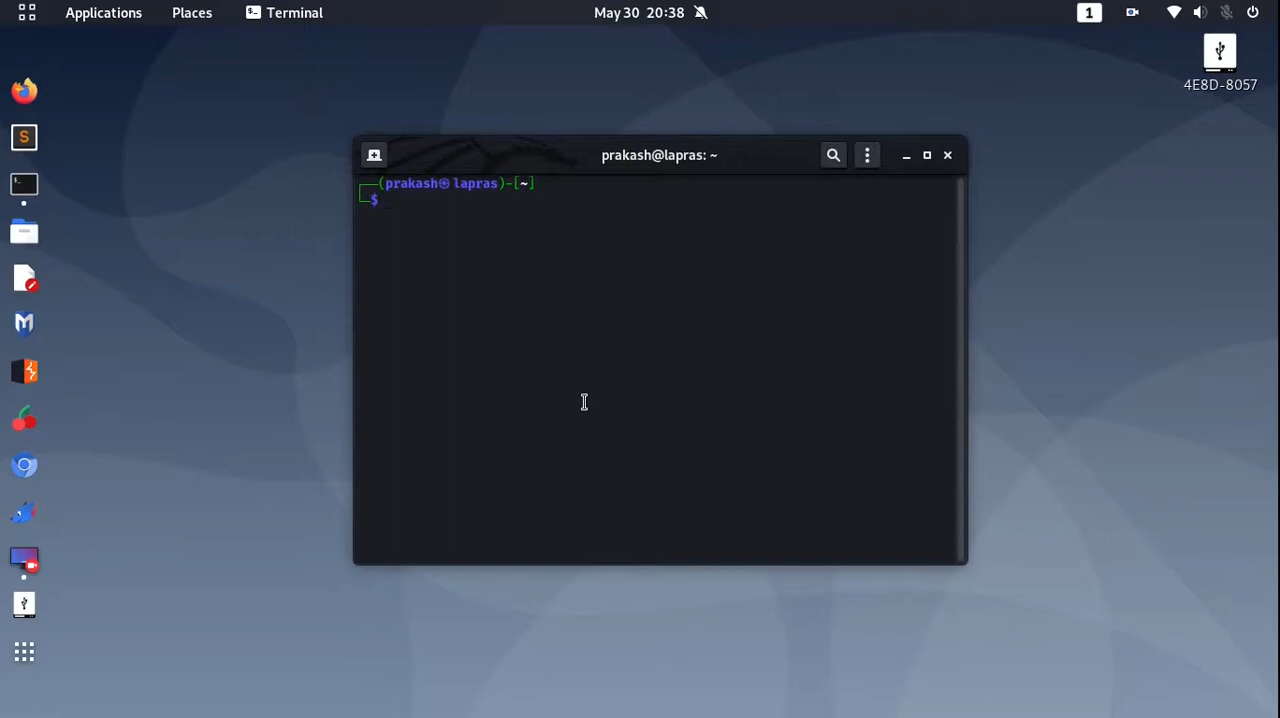 Applications Places Terminal May 30 20:38 1
4E8D-8057
prakash@lapras: ~
┌──(prakash㉿lapras)-[~]
└─$
S
M